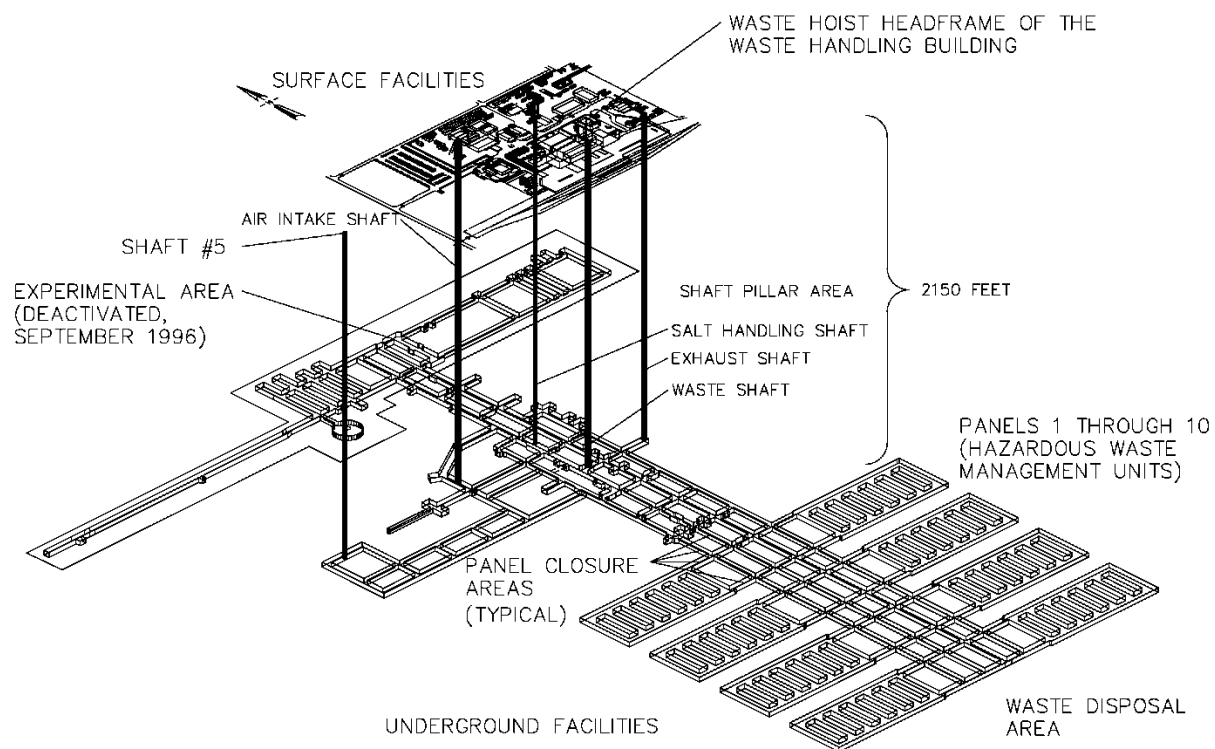 WASTE HOIST HEADFRAME OF THE
WASTE HANDLING BUILDING
SURFACE FACILITIES
AIR INTAKE SHAFT
SHAFT #5
EXPERIMENTAL AREA
(DEACTIVATED,
SEPTEMBER 1996)
SHAFT PILLAR AREA
2150 FEET
SALT HANDLING SHAFT
EXHAUST SHAFT
WASTE SHAFT
PANELS 1 THROUGH 10
(HAZARDOUS WASTE
MANAGEMENT UNITS)
PANEL CLOSURE
AREAS
(TYPICAL)
UNDERGROUND FACILITIES
WASTE DISPOSAL
AREA